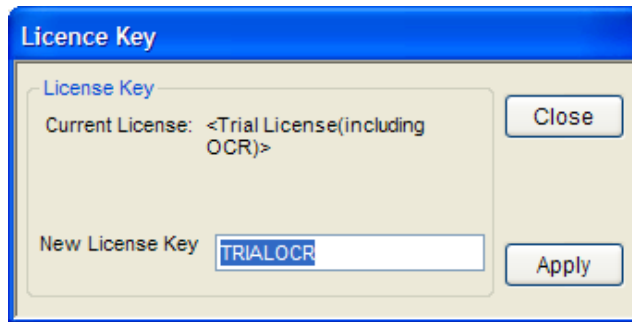 Licence Key
License Key
Current License: <Trial License(including
OCR)>
Close
New License Key TRIALOCR
Apply